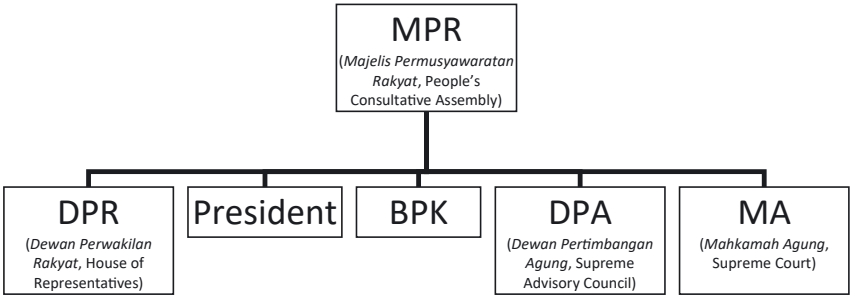 MPR
(Majelis Permusyawaratan
Rakyat, People’s
Consultative Assembly)
DPR
(Dewan Perwakilan
Rakyat, House of
Representatives)
President
BPK
DPA
(Dewan Pertimbangan
Agung, Supreme
Advisory Council)
MA
(Mahkamah Agung,
Supreme Court)